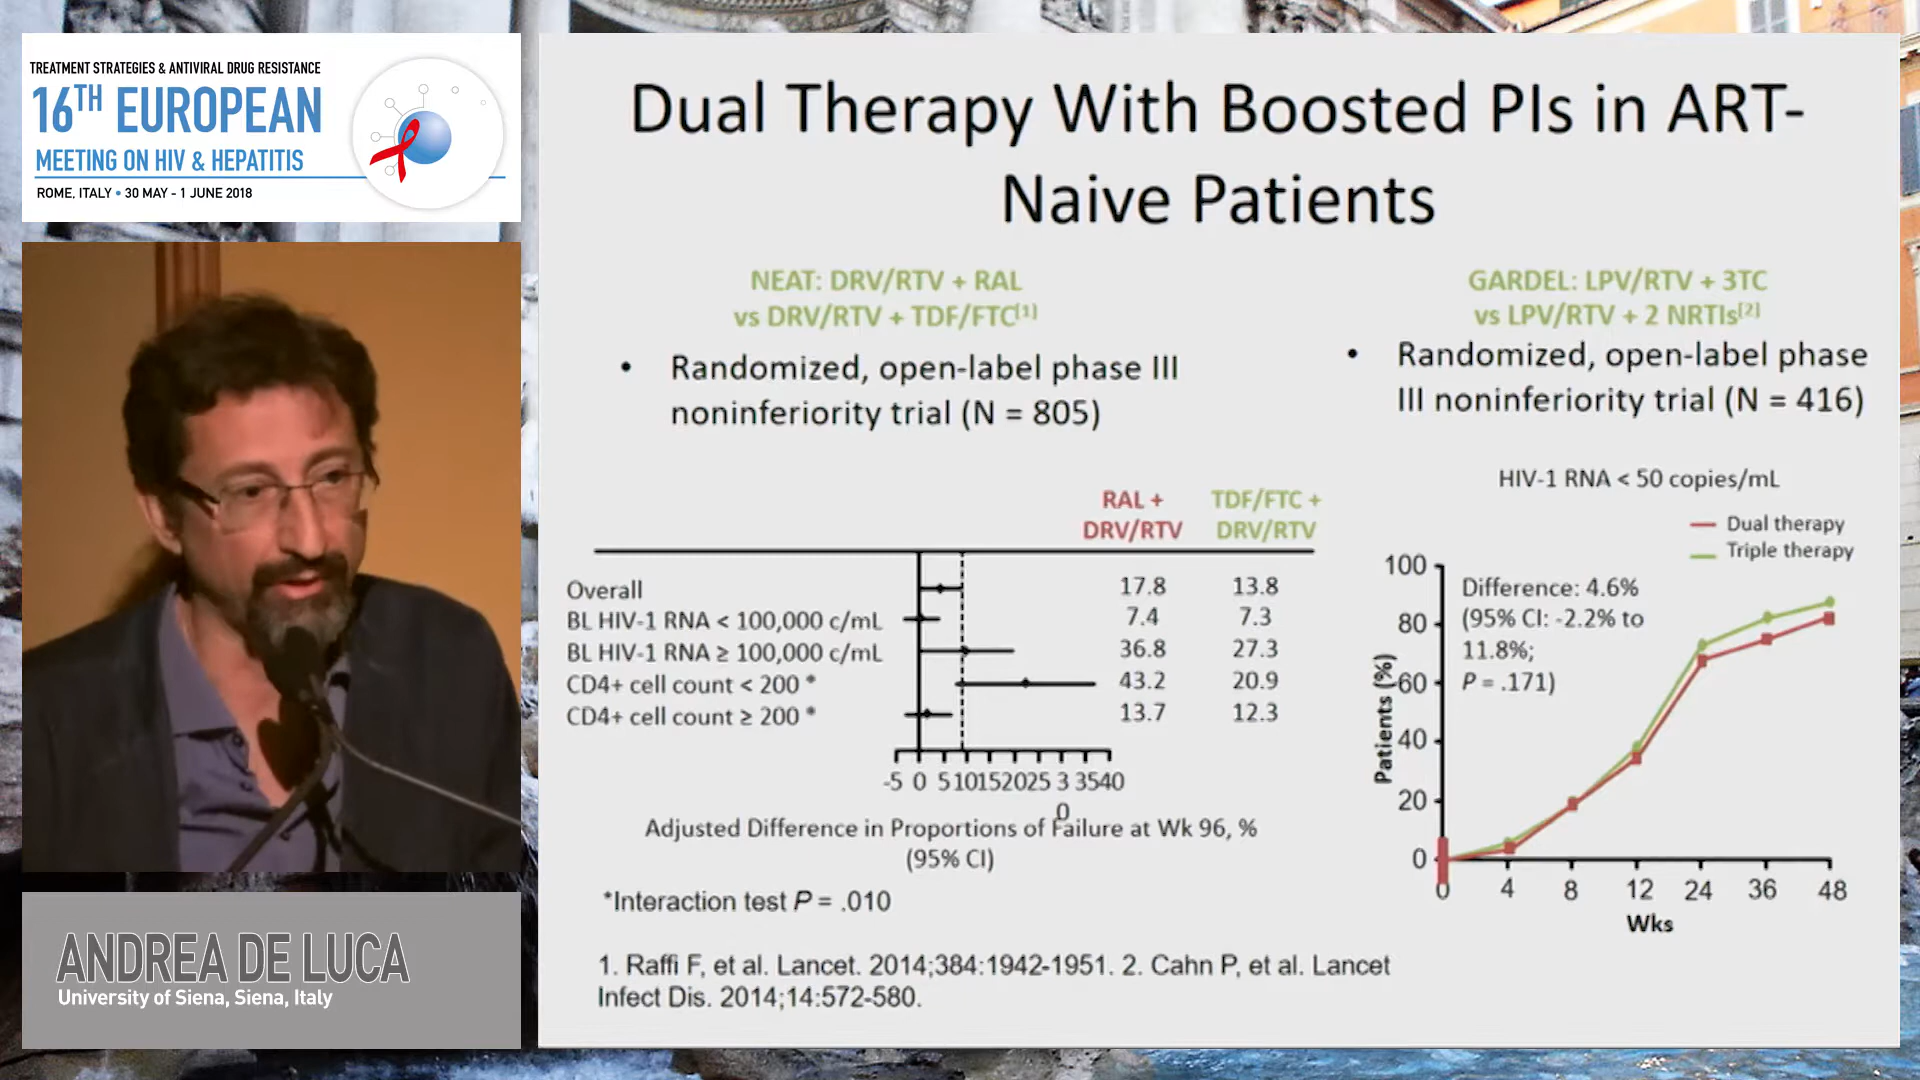 TREATMENT STRATEGIES & ANTIVIRAL DRUG RESISTANCE
16TH EUROPEAN
MEETING ON HIV & HEPATITIS
ROME, ITALY • 30 MAY - 1 JUNE 2018
ANDREA DE LUCA
University of Siena, Siena, Italy
Dual Therapy With Boosted PIs in ART-
Naive Patients
NEAT: DRV/RTV + RAL
vs DRV/RTV + TDF/FTC[1]
• Randomized, open-label phase III
noninferiority trial (N = 805)
RAL + TDF/FTC +
DRV/RTV DRV/RTV
Overall 17.8 13.8
BL HIV-1 RNA < 100,000 c/mL 7.4 7.3
BL HIV-1 RNA ≥ 100,000 c/mL 36.8 27.3
CD4+ cell count < 200 * 43.2 20.9
CD4+ cell count ≥ 200 * 13.7 12.3
-5 0 5 10 15 20 25 3 35 40
0
Adjusted Difference in Proportions of Failure at Wk 96, %
(95% CI)
*Interaction test P = .010
GARDEL: LPV/RTV + 3TC
vs LPV/RTV + 2 NRTIs[2]
• Randomized, open-label phase
III noninferiority trial (N = 416)
HIV-1 RNA < 50 copies/mL
Dual therapy
Triple therapy
Difference: 4.6%
(95% CI: -2.2% to
11.8%;
P = .171)
Patients (%)
100
80
60
40
20
0
0 4 8 12 24 36 48
Wks
1. Raffi F, et al. Lancet. 2014;384:1942-1951. 2. Cahn P, et al. Lancet
Infect Dis. 2014;14:572-580.